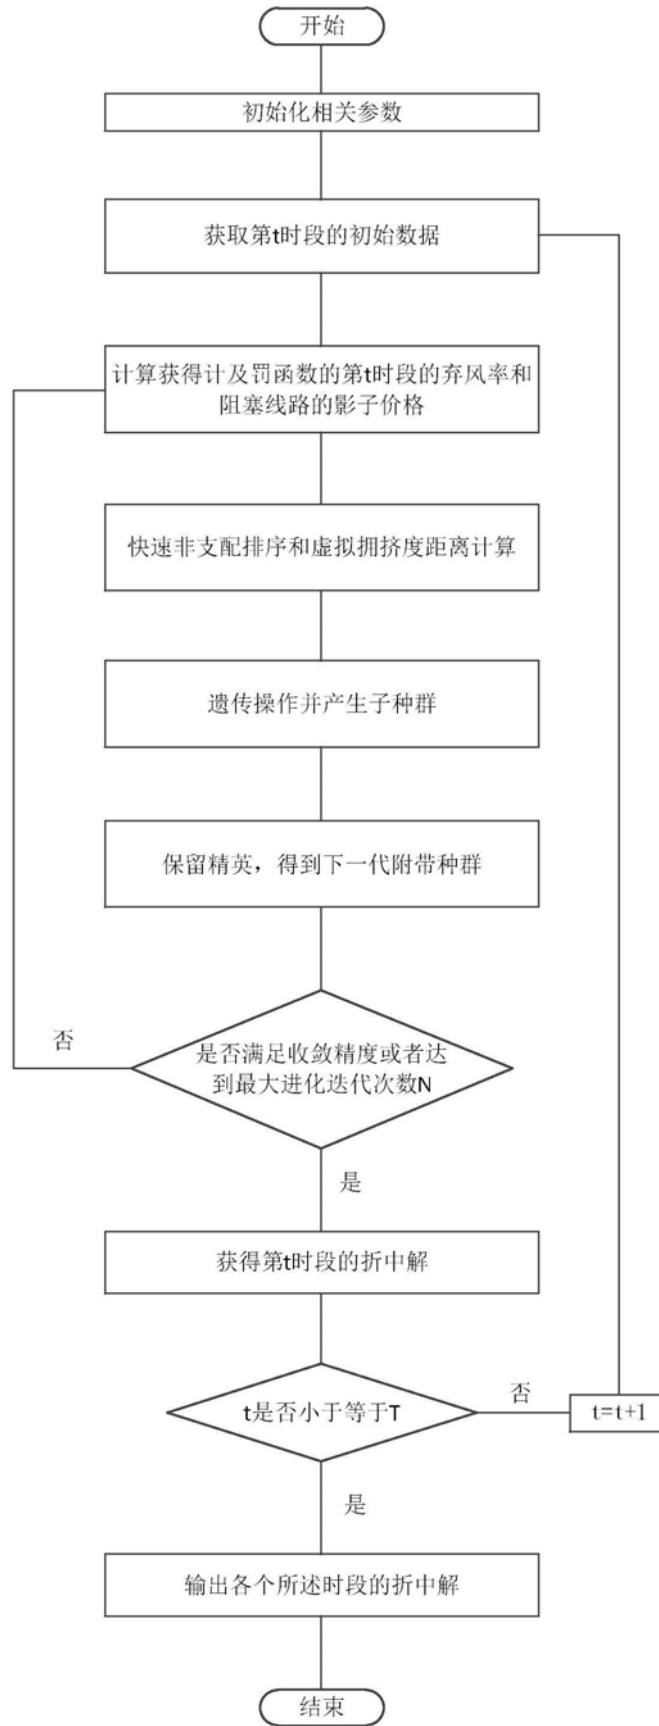 开始
初始化相关参数
获取第t时段的初始数据
计算获得计及罚函数的第t时段的弃风率和
阻塞线路的影子价格
快速非支配排序和虚拟拥挤度距离计算
遗传操作并产生子种群
保留精英，得到下一代附带种群
否
是否满足收敛精度或者达
到最大进化迭代次数N
是
获得第t时段的折中解
t是否小于等于T
否
t=t+1
是
输出各个所述时段的折中解
结束